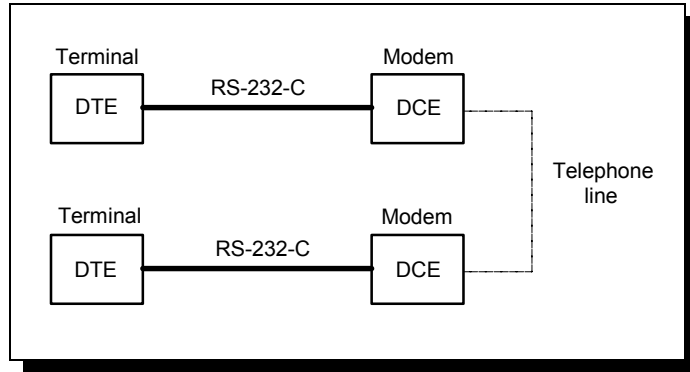 Terminal
Modem
RS-232-C
DTE
DCE
Telephone
line
Terminal
Modem
RS-232-C
DTE
DCE